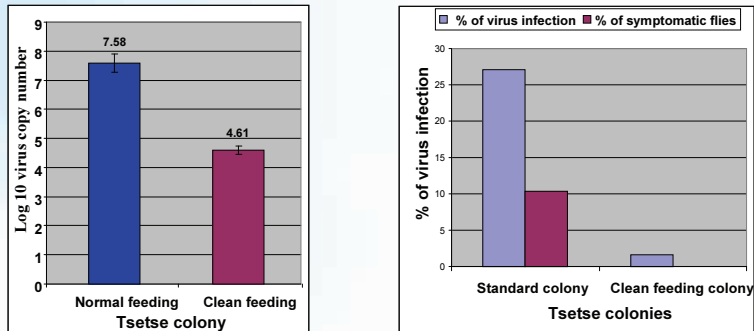 9
8
7
6
5
4
3
2
1
0
Log 10 virus copy number
7.58
4.61
Normal feeding Clean feeding
Tsetse colony
% of virus infection % of symptomatic flies
30
25
20
15
10
5
0
% of virus infection
Standard colony Clean feeding colony
Tsetse colonies